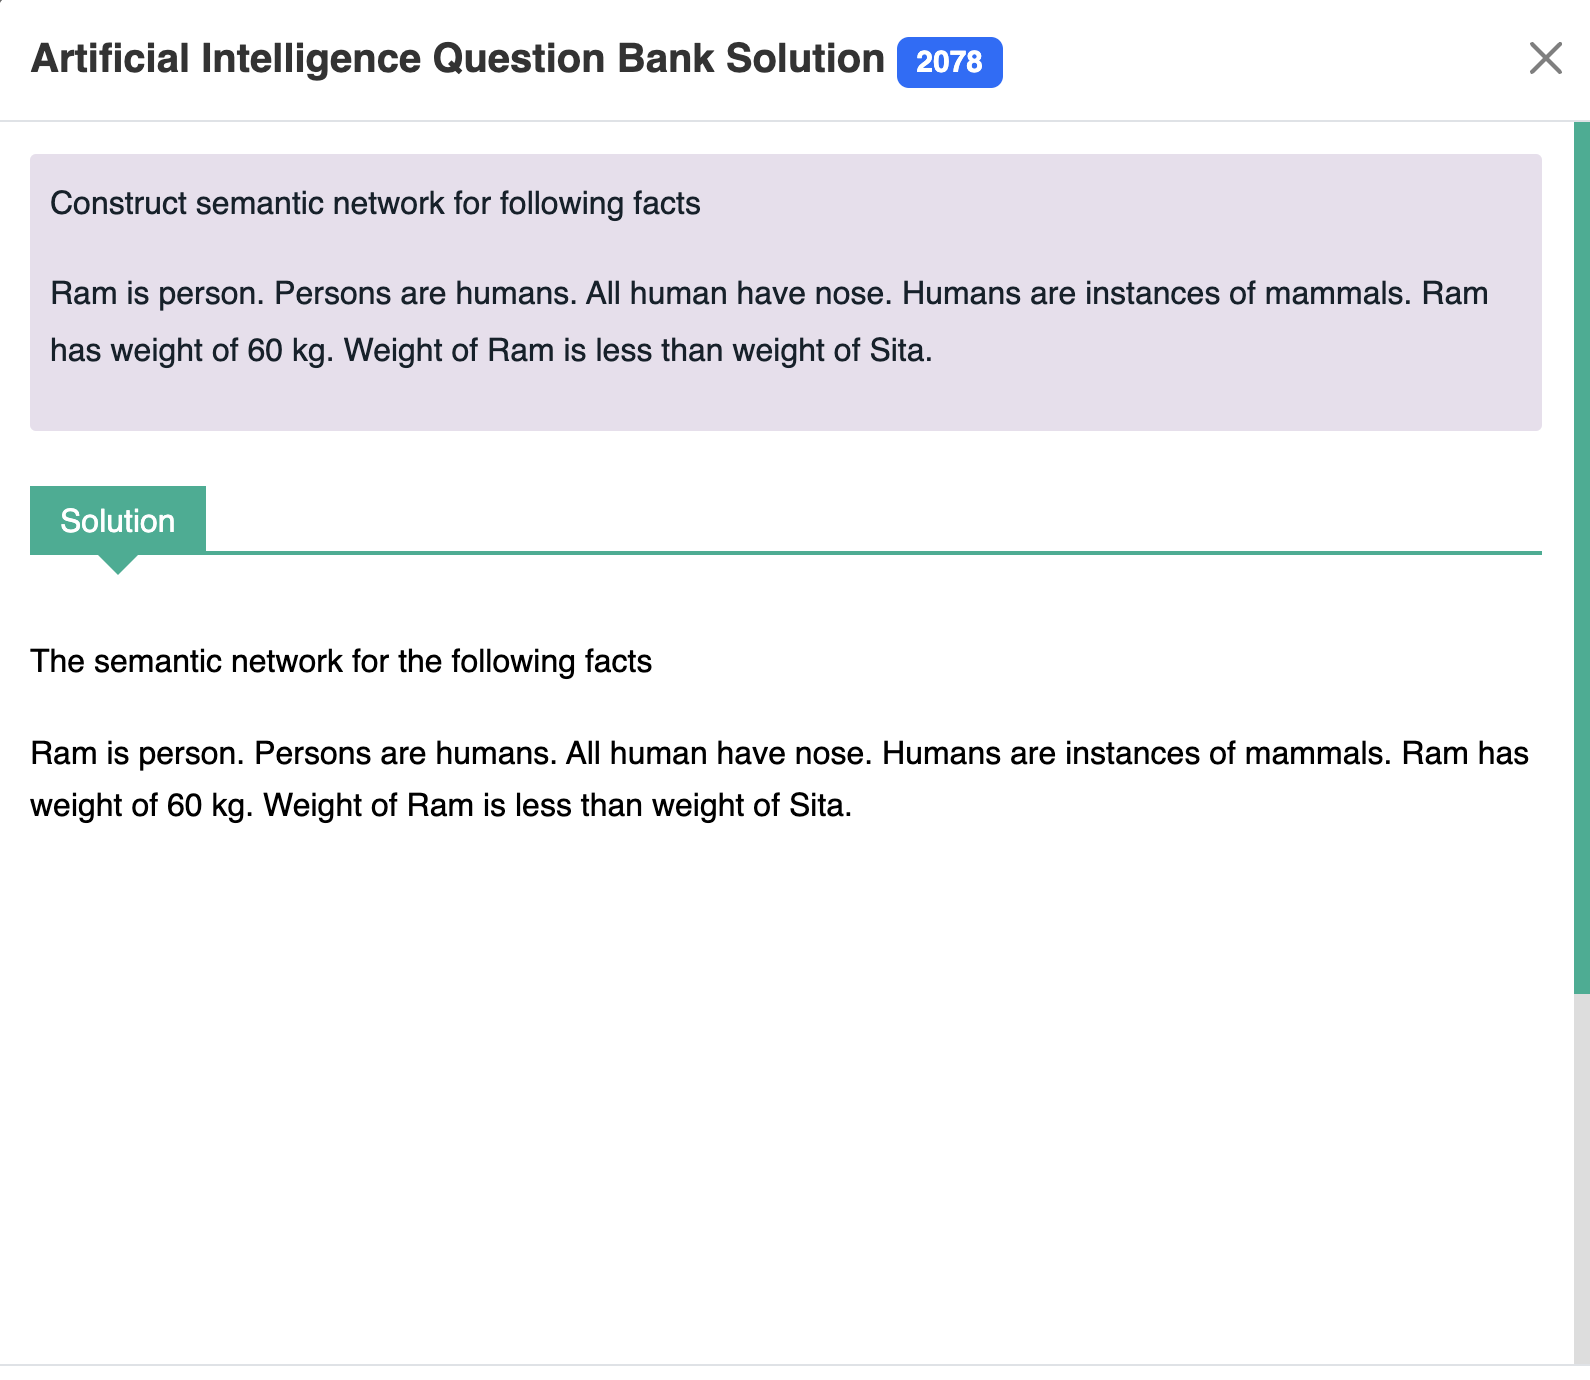 Artificial Intelligence Question Bank Solution 2078
Construct semantic network for following facts
Ram is person. Persons are humans. All human have nose. Humans are instances of mammals. Ram
has weight of 60 kg. Weight of Ram is less than weight of Sita.
Solution
The semantic network for the following facts
Ram is person. Persons are humans. All human have nose. Humans are instances of mammals. Ram has
weight of 60 kg. Weight of Ram is less than weight of Sita.